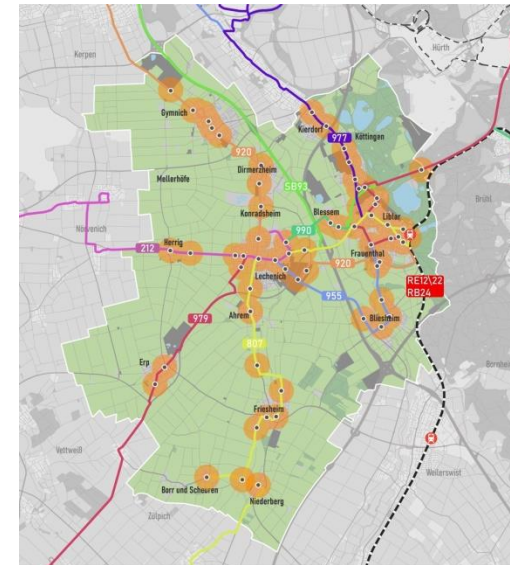 Kerpen
Hürth
Gymnich
Kierdorf
977
Köttingen
920
Dirmerzheim
Mellerhöfe
SB93
Brühl
Konradsheim
Blessem
Liblar
Nörvenich
990
212
Herrig
Frauenthal
Lechenich
920
RE12\22
RB24
955
979
Ahrem
Bliesheim
807
Erp
Friesheim
Vettweiß
Weilerswist
Borr und Scheuren
Niederberg
Zülpich